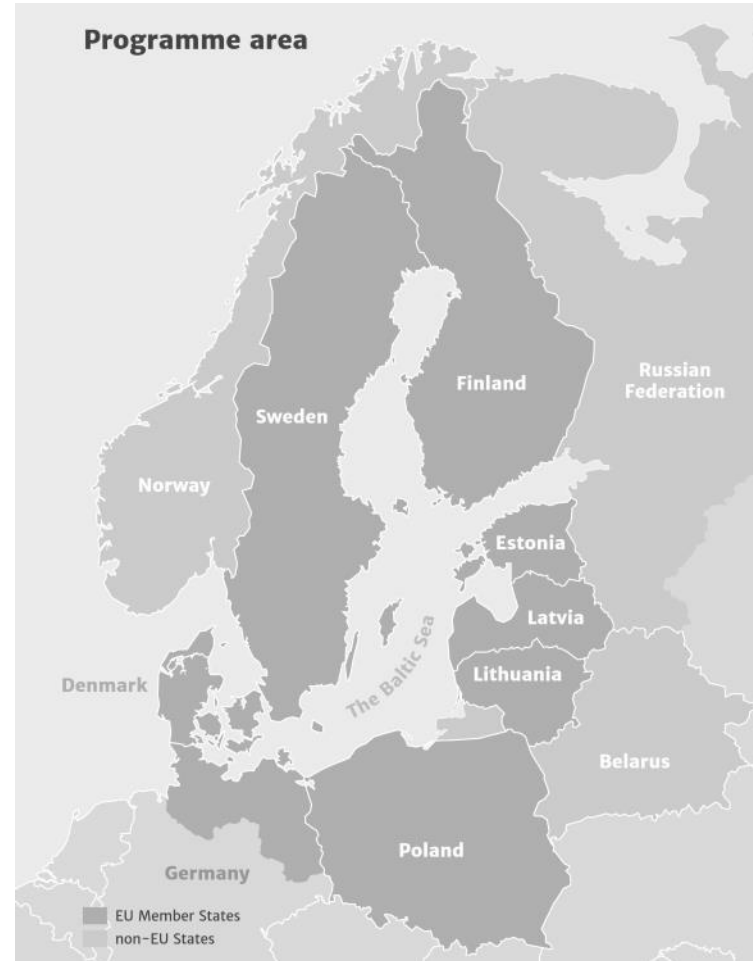 Programme area
Finland
Russian
Federation
Sweden
Norway
Estonia
Latvia
The Baltic Sea
Lithuania
Denmark
Belarus
Poland
Germany
EU Member States
non-EU States